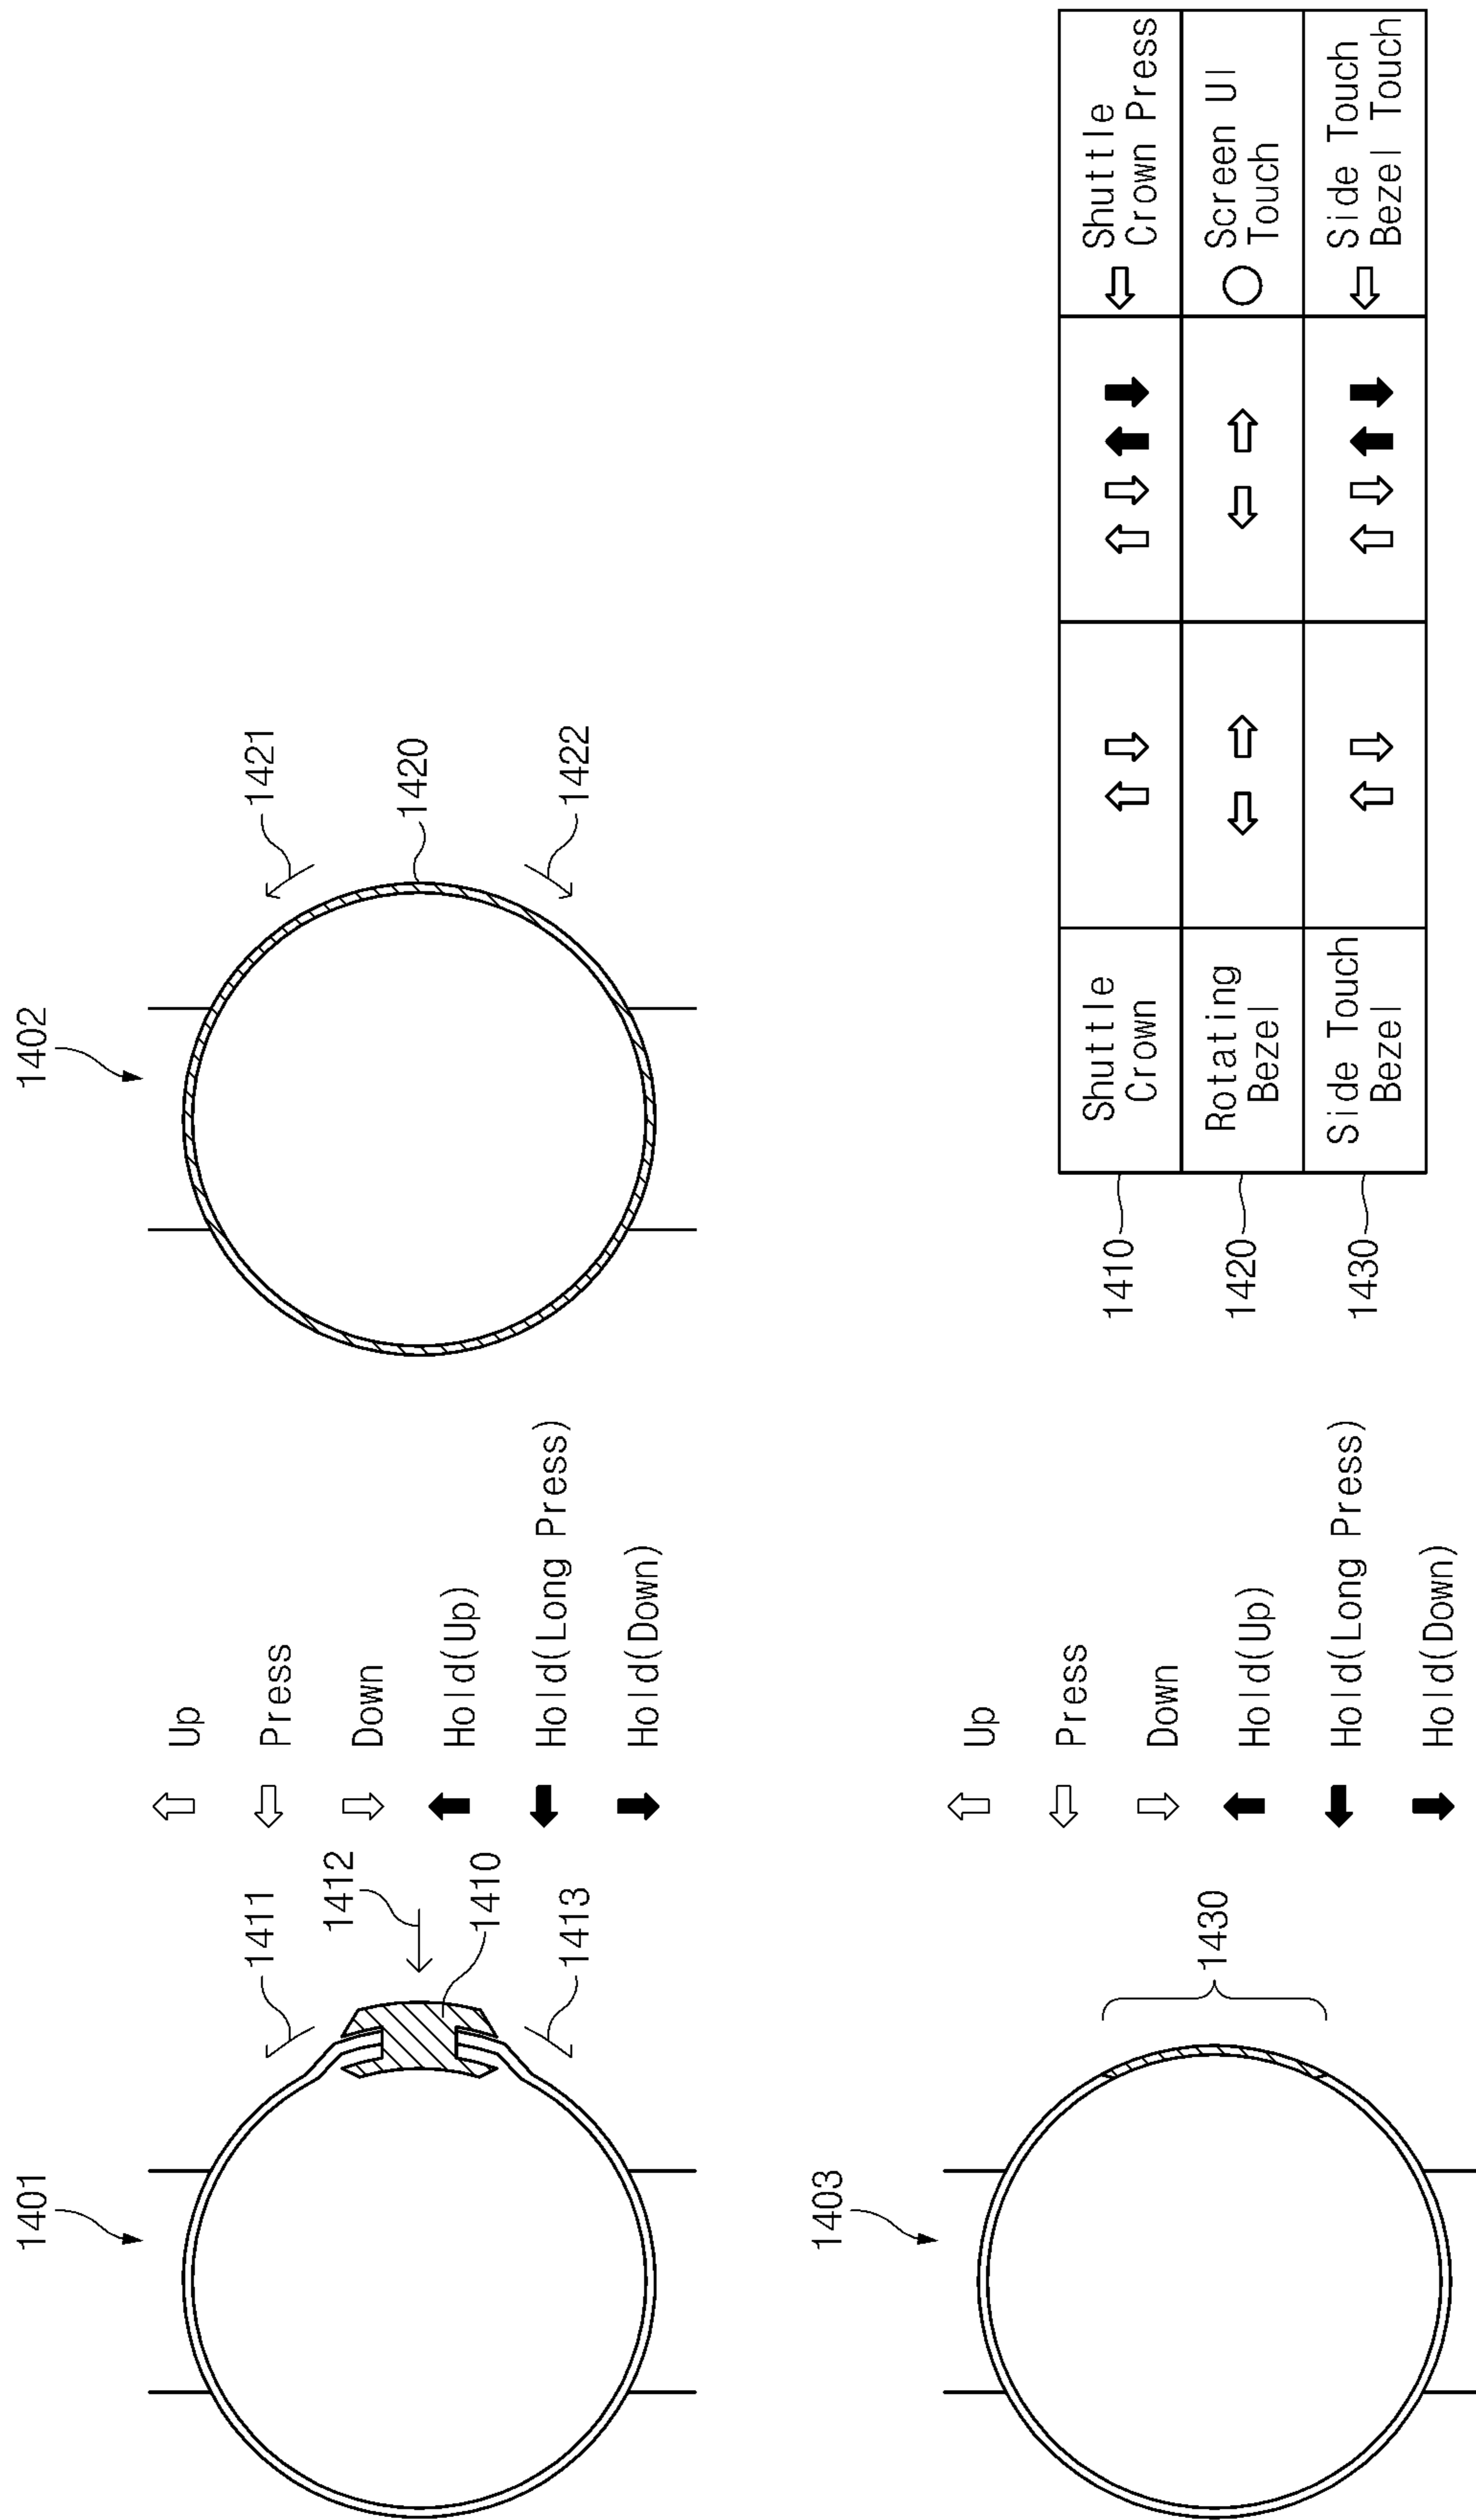 1401
1411
1412
1410
1413
Up
Press
Down
Hold(Up)
Hold(Long Press)
Hold(Down)
1402
1421
1420
1422
1403
1430
Up
Press
Down
Hold(Up)
Hold(Long Press)
Hold(Down)
1410
Shuttle
Crown
Shuttle
Crown Press
1420
Rotating
Bezel
Screen UI
Touch
1430
Side Touch
Bezel
Side Touch
Bezel Touch